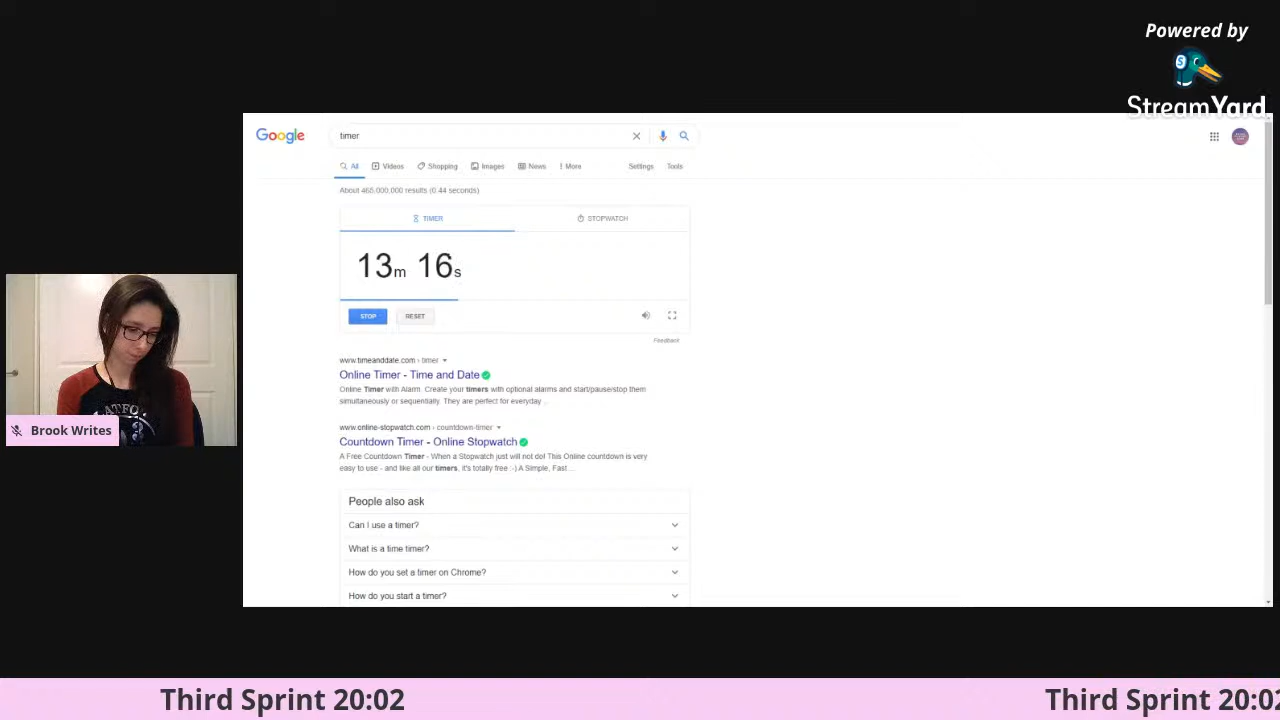 Powered by
StreamYard
Google
timer
All
Videos
Shopping
Images
News
More
Settings
Tools
About 465,000,000 results (0.44 seconds)
TIMER
STOPWATCH
13m 16s
STOP
RESET
Feedback
www.timeanddate.com › timer
Online Timer - Time and Date
Online Timer with Alarm. Create your timers with optional alarms and start/pause/stop them
simultaneously or sequentially. They are perfect for everyday ...
www.online-stopwatch.com › countdown-timer
Countdown Timer - Online Stopwatch
A Free Countdown Timer - When a Stopwatch just will not do! This Online countdown is very
easy to use - and like all our timers, it's totally free :-) A Simple, Fast ...
People also ask
Can I use a timer?
What is a time timer?
How do you set a timer on Chrome?
How do you start a timer?
Brook Writes
Third Sprint 20:02
Third Sprint 20:02